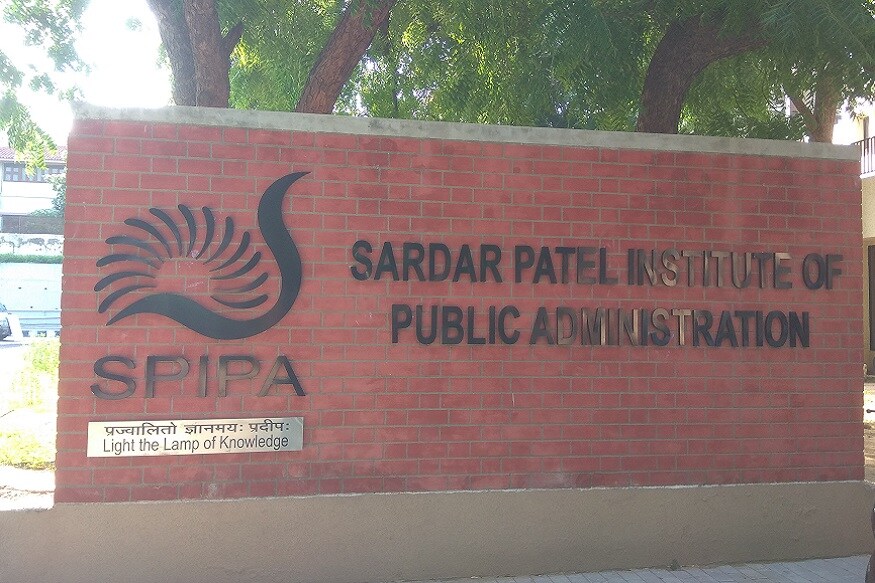 SARDAR PATEL INSTITUTE OF
PUBLIC ADMINISTRATION
SPIPA
प्रज्वालितो ज्ञानमयः प्रदीपः
Light the Lamp of Knowledge